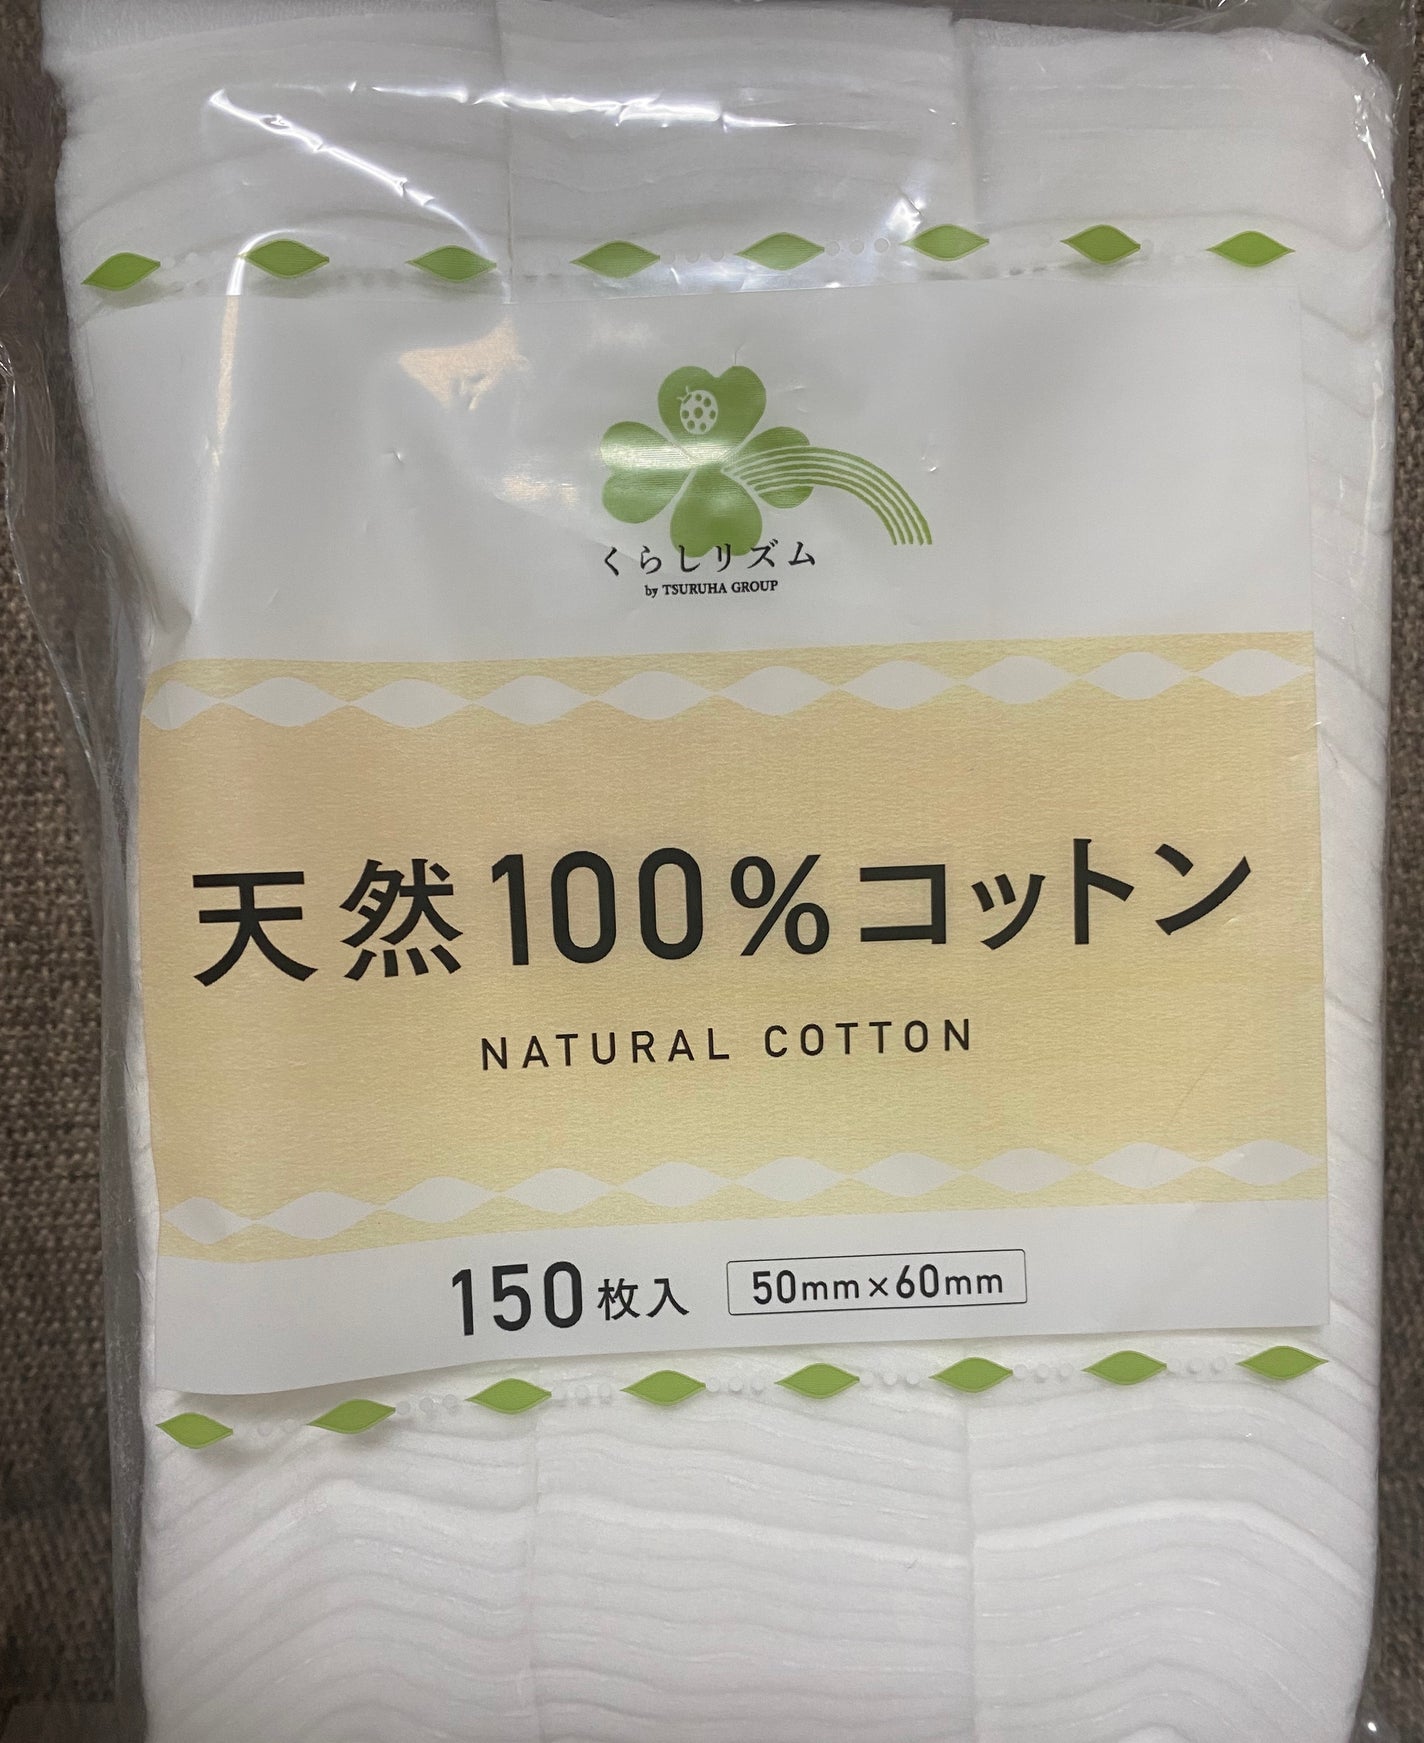 くらしリズム
by TSURUHA GROUP
天然100%コットン
NATURAL COTTON
150枚入 50mm×60mm